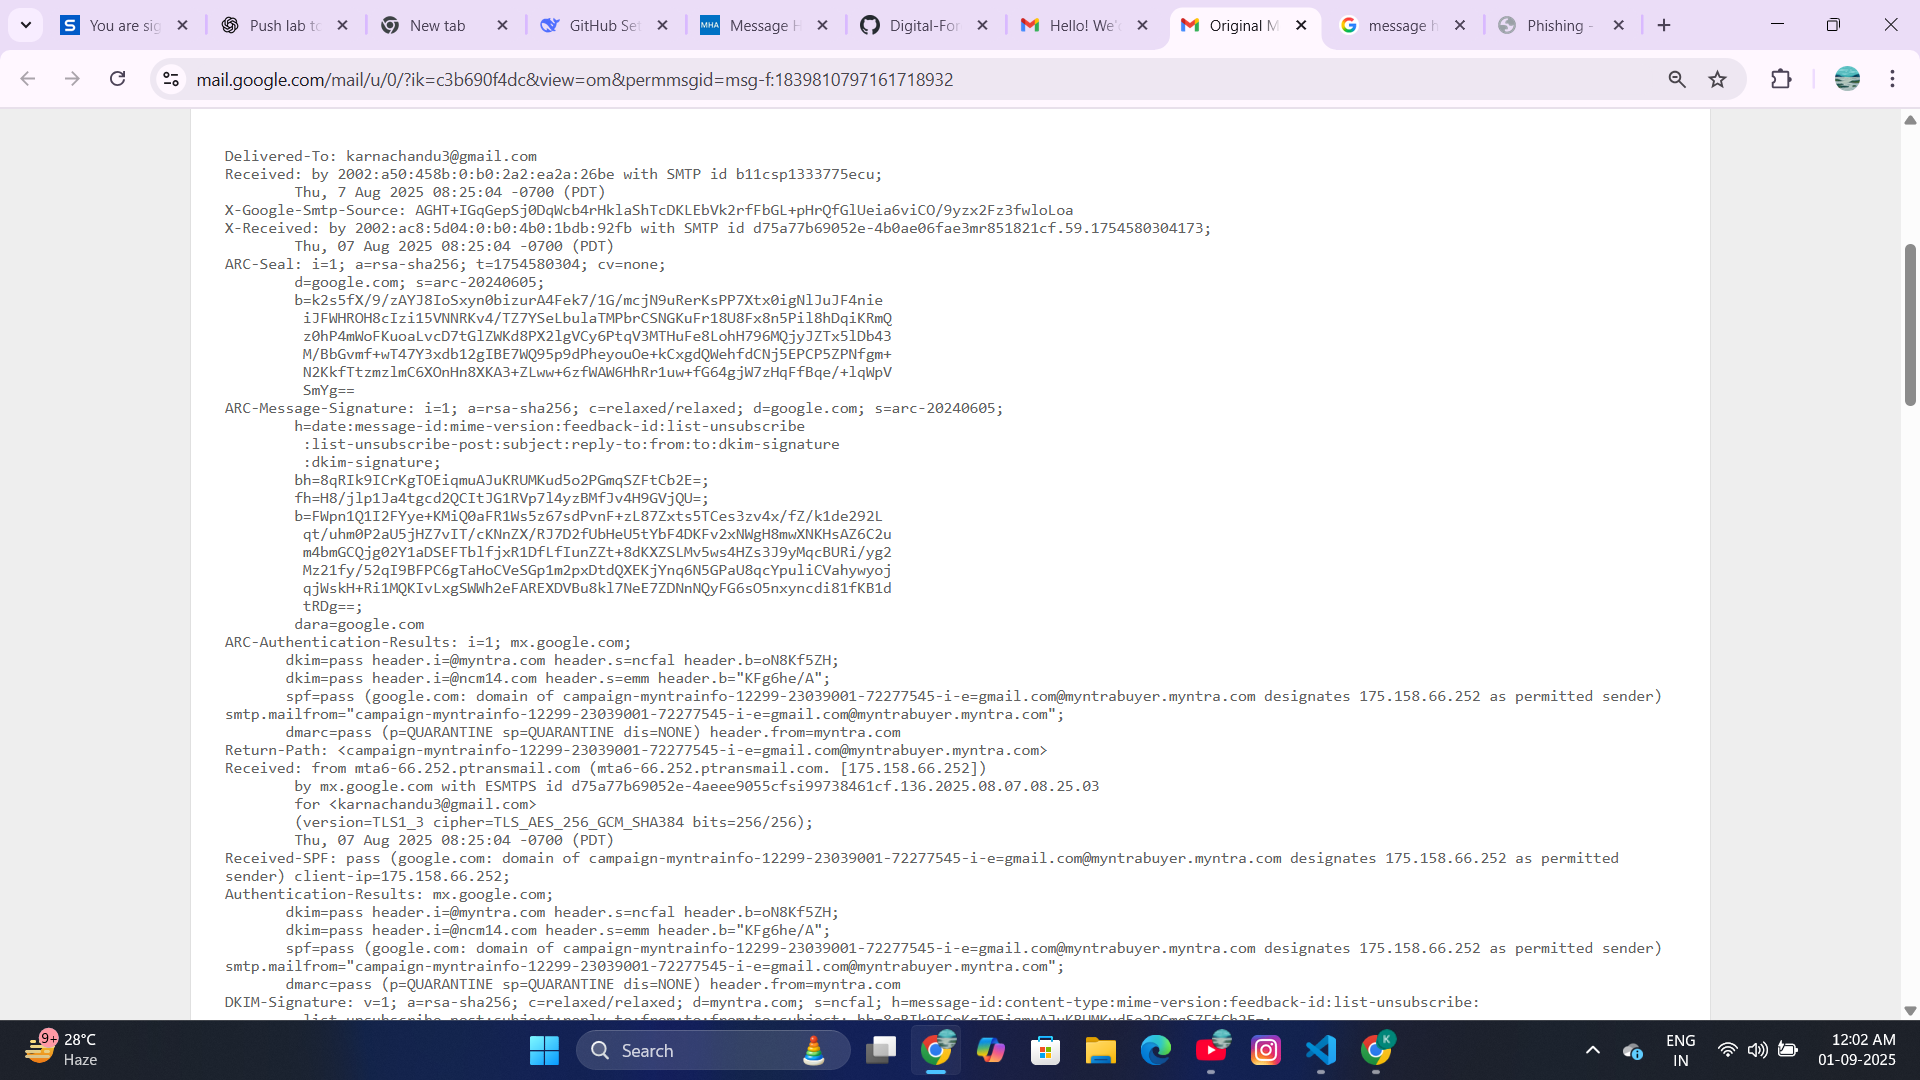 You are sig
Push lab to
New tab
GitHub Set
MHA
Message H
Digital-For
Hello! We'
Original M
message h
Phishing -
mail.google.com/mail/u/0/?ik=c3b690f4dc&view=om&permmsgid=msg-f:1839810797161718932
Delivered-To: karnachandu3@gmail.com
Received: by 2002:a50:458b:0:b0:2a2:ea2a:26be with SMTP id b11csp1333775ecu;
Thu, 7 Aug 2025 08:25:04 -0700 (PDT)
X-Google-Smtp-Source: AGHT+IGqGepSj0DqWcb4rHklaShTcDKLEbVk2rfFbGL+pHrQfGlUeia6viCO/9yzx2Fz3fwloLoa
X-Received: by 2002:ac8:5d04:0:b0:4b0:1bdb:92fb with SMTP id d75a77b69052e-4b0ae06fae3mr851821cf.59.1754580304173;
Thu, 07 Aug 2025 08:25:04 -0700 (PDT)
ARC-Seal: i=1; a=rsa-sha256; t=1754580304; cv=none;
d=google.com; s=arc-20240605;
b=k2s5fX/9/zAYJ8IoSxyn0bizurA4Fek7/1G/mcjN9uRerKsPP7Xtx0igNlJuJF4nie
iJFWHROH8cIzi15VNNRKv4/TZ7YSeLbulaTMPbrCSNGKuFr18U8Fx8n5Pil8hDqiKRmQ
z0hP4mWoFKuoaLvcD7tGlZWKd8PX2lgVCy6PtqV3MTHuFe8LohH796MQjyJZTx5lDb43
M/BbGvmf+wT47Y3xdb12gIBE7WQ95p9dPheyouOe+kCxgdQWehfdCNj5EPCP5ZPNfgm+
N2KkfTtzmzlmC6XOnHn8XKA3+ZLww+6zfWAW6HhRr1uw+fG64gjW7zHqFfBqe/+lqWpV
SmYg==
ARC-Message-Signature: i=1; a=rsa-sha256; c=relaxed/relaxed; d=google.com; s=arc-20240605;
h=date:message-id:mime-version:feedback-id:list-unsubscribe
:list-unsubscribe-post:subject:reply-to:from:to:dkim-signature
:dkim-signature;
bh=8qRIk9ICrKgTOEiqmuAJuKRUMKud5o2PGmqSZFtCb2E=;
fh=H8/jlp1Ja4tgcd2QCItJG1RVp7l4yzBMfJv4H9GVjQU=;
b=FWpn1Q1I2FYye+KMiQ0aFR1Ws5z67sdPvnF+zL87Zxts5TCes3zv4x/fZ/k1de292L
qt/uhm0P2aU5jHZ7vIT/cKNnZX/RJ7D2fUbHeU5tYbF4DKFv2xNWgH8mwXNKHsAZ6C2u
m4bmGCQjg02Y1aDSEFTblfjxR1DfLfIunZZt+8dKXZSLMv5ws4HZs3J9yMqcBURi/yg2
Mz21fy/52qI9BFPC6gTaHoCVeSGp1m2pxDtdQXEKjYnq6N5GPaU8qcYpuliCVahywyoj
qjWskH+Ri1MQKIvLxgSWWh2eFAREXDVBu8kl7NeE7ZDNnNQyFG6sO5nxyncdi81fKB1d
tRDg==;
dara=google.com
ARC-Authentication-Results: i=1; mx.google.com;
dkim=pass header.i=@myntra.com header.s=ncfal header.b=oN8Kf5ZH;
dkim=pass header.i=@ncm14.com header.s=emm header.b="KFg6he/A";
spf=pass (google.com: domain of campaign-myntrainfo-12299-23039001-72277545-i-e=gmail.com@myntrabuyer.myntra.com designates 175.158.66.252 as permitted sender)
smtp.mailfrom="campaign-myntrainfo-12299-23039001-72277545-i-e=gmail.com@myntrabuyer.myntra.com";
dmarc=pass (p=QUARANTINE sp=QUARANTINE dis=NONE) header.from=myntra.com
Return-Path: <campaign-myntrainfo-12299-23039001-72277545-i-e=gmail.com@myntrabuyer.myntra.com>
Received: from mta6-66.252.ptransmail.com (mta6-66.252.ptransmail.com. [175.158.66.252])
by mx.google.com with ESMTPS id d75a77b69052e-4aeee9055cfsi99738461cf.136.2025.08.07.08.25.03
for <karnachandu3@gmail.com>
(version=TLS1_3 cipher=TLS_AES_256_GCM_SHA384 bits=256/256);
Thu, 07 Aug 2025 08:25:04 -0700 (PDT)
Received-SPF: pass (google.com: domain of campaign-myntrainfo-12299-23039001-72277545-i-e=gmail.com@myntrabuyer.myntra.com designates 175.158.66.252 as permitted
sender) client-ip=175.158.66.252;
Authentication-Results: mx.google.com;
dkim=pass header.i=@myntra.com header.s=ncfal header.b=oN8Kf5ZH;
dkim=pass header.i=@ncm14.com header.s=emm header.b="KFg6he/A";
spf=pass (google.com: domain of campaign-myntrainfo-12299-23039001-72277545-i-e=gmail.com@myntrabuyer.myntra.com designates 175.158.66.252 as permitted sender)
smtp.mailfrom="campaign-myntrainfo-12299-23039001-72277545-i-e=gmail.com@myntrabuyer.myntra.com";
dmarc=pass (p=QUARANTINE sp=QUARANTINE dis=NONE) header.from=myntra.com
DKIM-Signature: v=1; a=rsa-sha256; c=relaxed/relaxed; d=myntra.com; s=ncfal; h=message-id:content-type:mime-version:feedback-id:list-unsubscribe:
9+
28°C
Haze
Search
K
ENG
IN
12:02 AM
01-09-2025